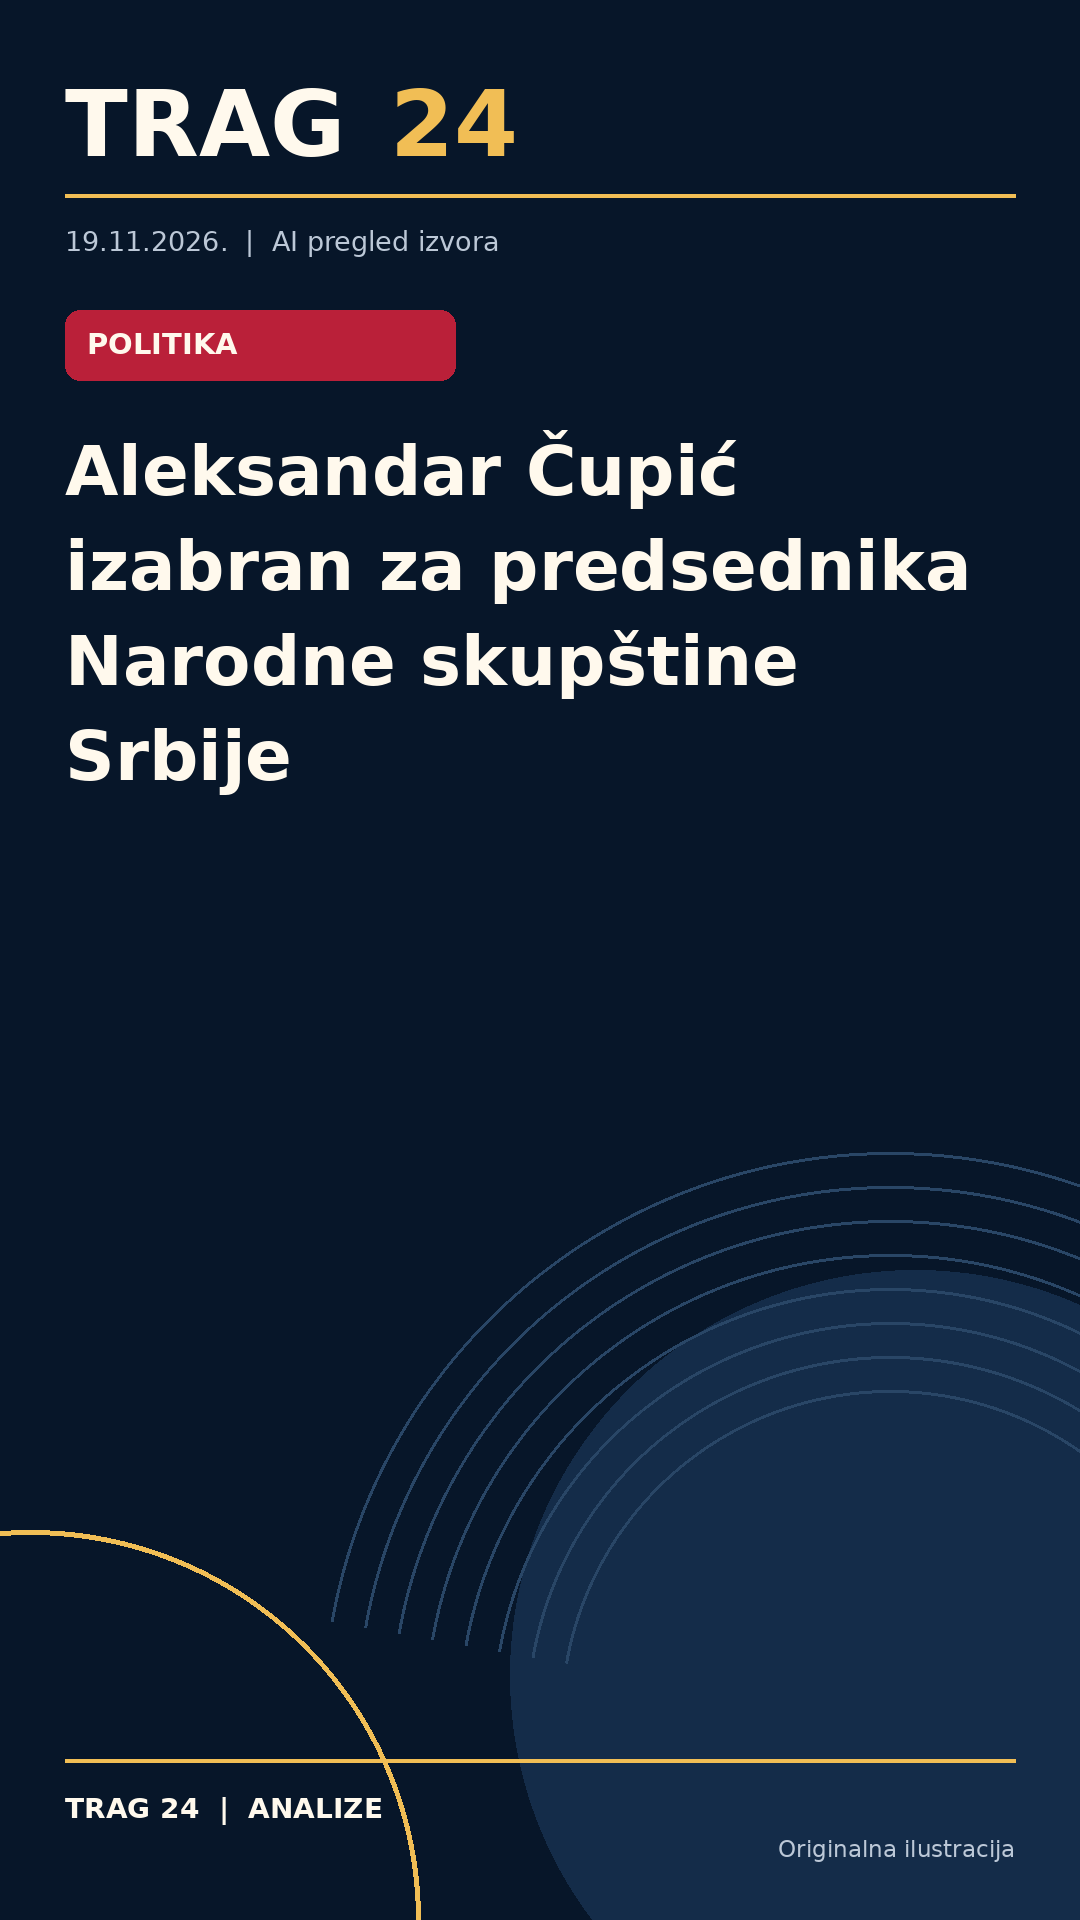 TRAG 24
19.11.2026. | AI pregled izvora
POLITIKA
Aleksandar Čupić
izabran za predsednika
Narodne skupštine
Srbije
TRAG 24 | ANALIZE
Originalna ilustracija